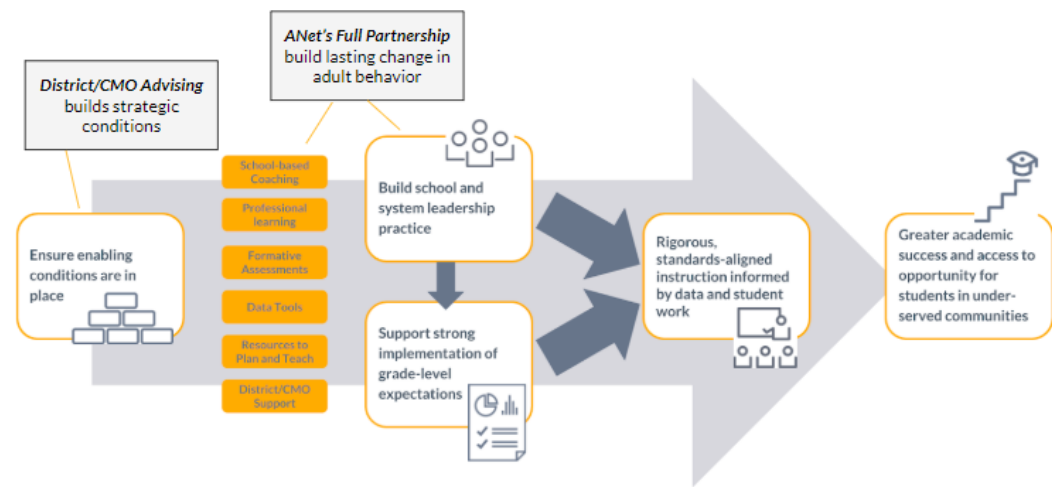 District/CMO Advising
builds strategic
conditions
ANet's Full Partnership
build lasting change in
adult behavior
Ensure enabling
conditions are in
place
School-based
Coaching
Professional
learning
Formative
Assessments
Data Tools
Resources to
Plan and Teach
District/CMO
Support
Build school and
system leadership
practice
Support strong
implementation of
grade-level
expectations
Rigorous,
standards-aligned
instruction informed
by data and student
work
Greater academic
success and access to
opportunity for
students in under-
served communities